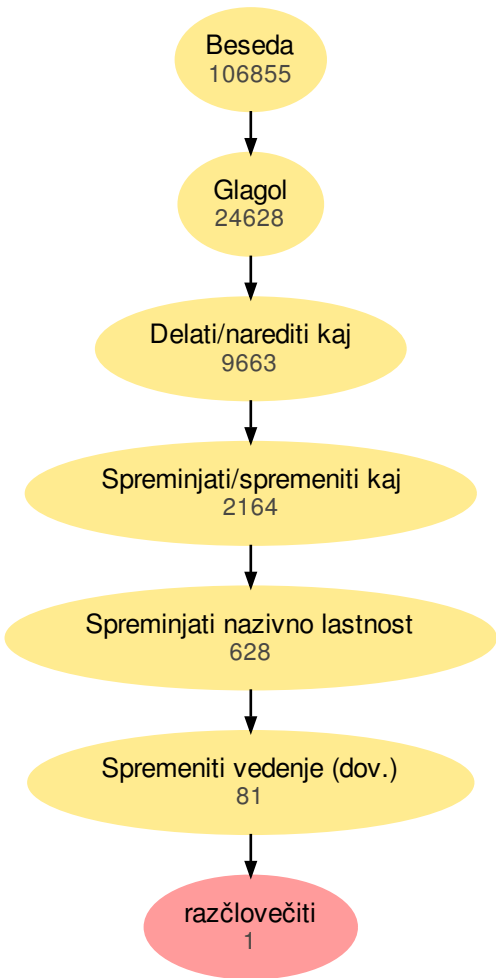 Beseda
106855
Glagol
24628
Delati/narediti kaj
9663
Spreminjati/spremeniti kaj
2164
Spreminjati nazivno lastnost
628
Spremeniti vedenje (dov.)
81
razčlovečiti
1